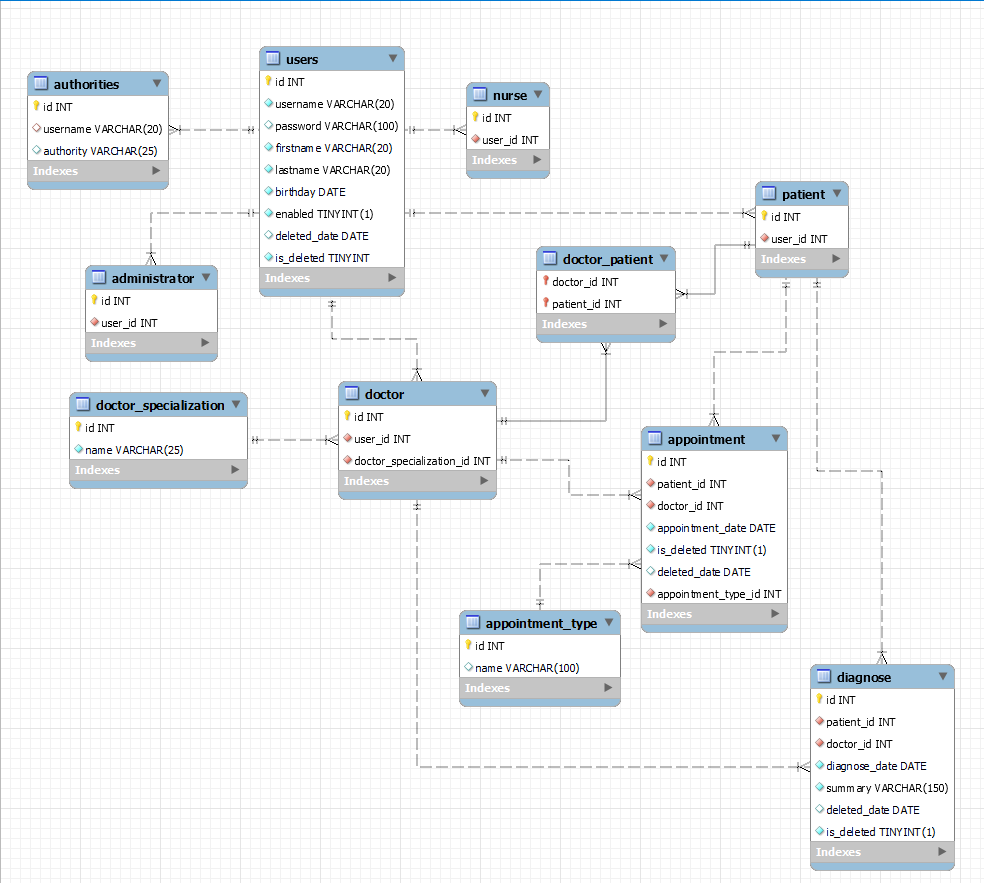 authorities
id INT
username VARCHAR(20)
authority VARCHAR(25)
Indexes
users
id INT
username VARCHAR(20)
password VARCHAR(100)
firstname VARCHAR(20)
lastname VARCHAR(20)
birthday DATE
enabled TINYINT(1)
deleted_date DATE
is_deleted TINYINT
Indexes
nurse
id INT
user_id INT
Indexes
patient
id INT
user_id INT
Indexes
administrator
id INT
user_id INT
Indexes
doctor_patient
doctor_id INT
patient_id INT
Indexes
doctor_specialization
id INT
name VARCHAR(25)
Indexes
doctor
id INT
user_id INT
doctor_specialization_id INT
Indexes
appointment
id INT
patient_id INT
doctor_id INT
appointment_date DATE
is_deleted TINYINT(1)
deleted_date DATE
appointment_type_id INT
Indexes
appointment_type
id INT
name VARCHAR(100)
Indexes
diagnose
id INT
patient_id INT
doctor_id INT
diagnose_date DATE
summary VARCHAR(150)
deleted_date DATE
is_deleted TINYINT(1)
Indexes